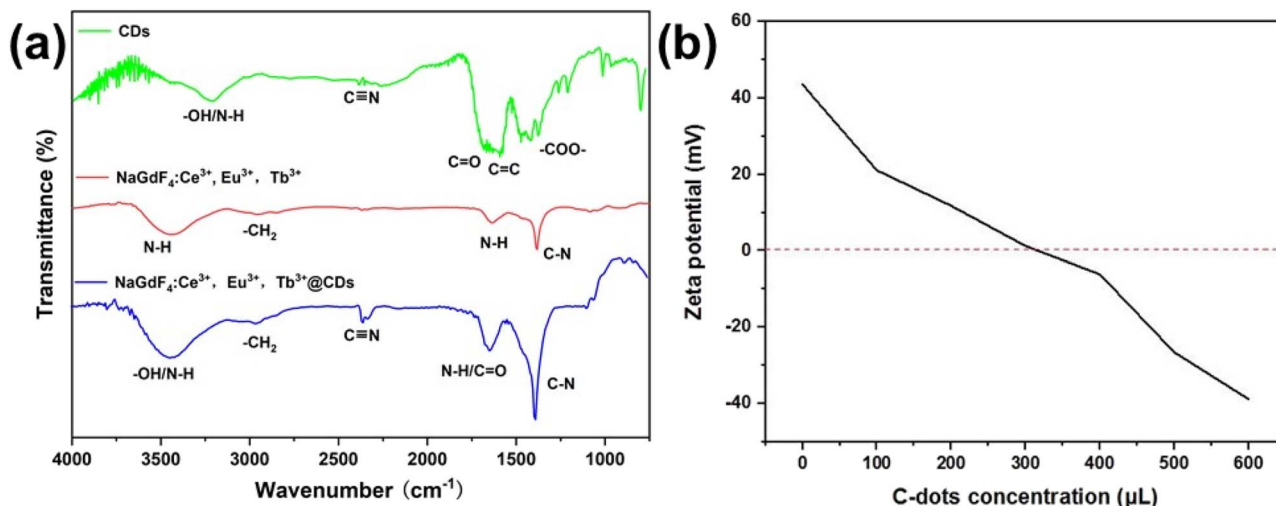 (a)
CDs
-OH/N-H
C≡N
C=O
C=C
-COO-
NaGdF₄:Ce³⁺, Eu³⁺, Tb³⁺
N-H
-CH₂
N-H
C-N
NaGdF₄:Ce³⁺, Eu³⁺, Tb³⁺@CDs
-OH/N-H
-CH₂
C≡N
N-H/C=O
C-N
Transmittance (%)
4000 3500 3000 2500 2000 1500 1000
Wavenumber (cm⁻¹)
(b)
60
40
20
0
-20
-40
Zeta potential (mV)
0 100 200 300 400 500 600
C-dots concentration (μL)